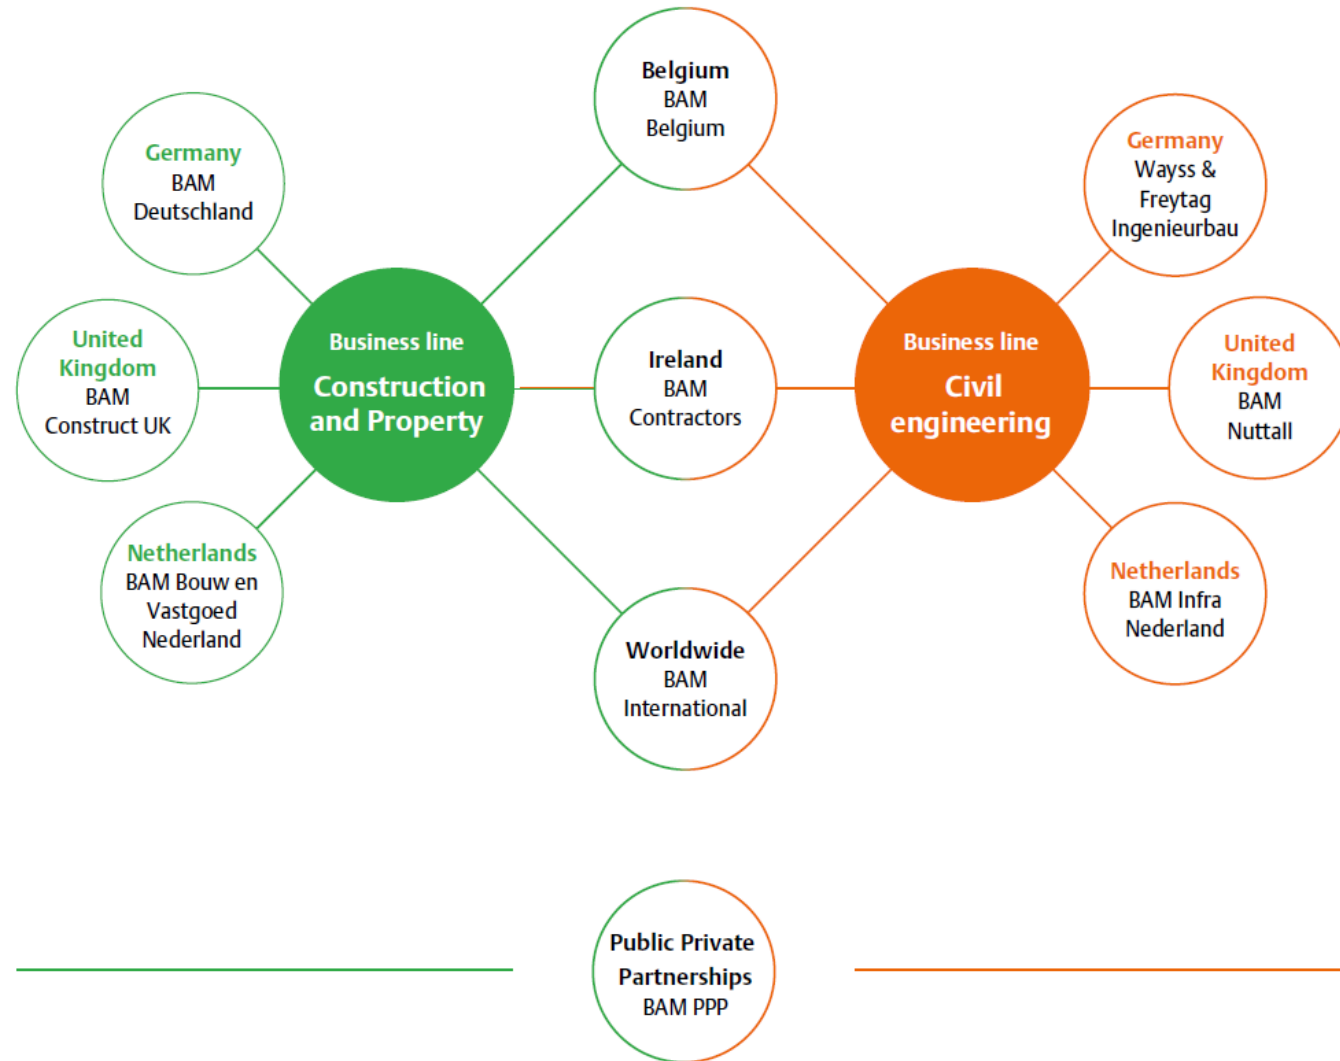 Belgium
BAM
Belgium
Germany
BAM
Deutschland
Germany
Wayss &
Freytag
Ingenieurbau
United
Kingdom
BAM
Construct UK
Business line
Construction
and Property
Ireland
BAM
Contractors
Business line
Civil
engineering
United
Kingdom
BAM
Nuttall
Netherlands
BAM Bouw en
Vastgoed
Nederland
Netherlands
BAM Infra
Nederland
Worldwide
BAM
International
Public Private
Partnerships
BAM PPP